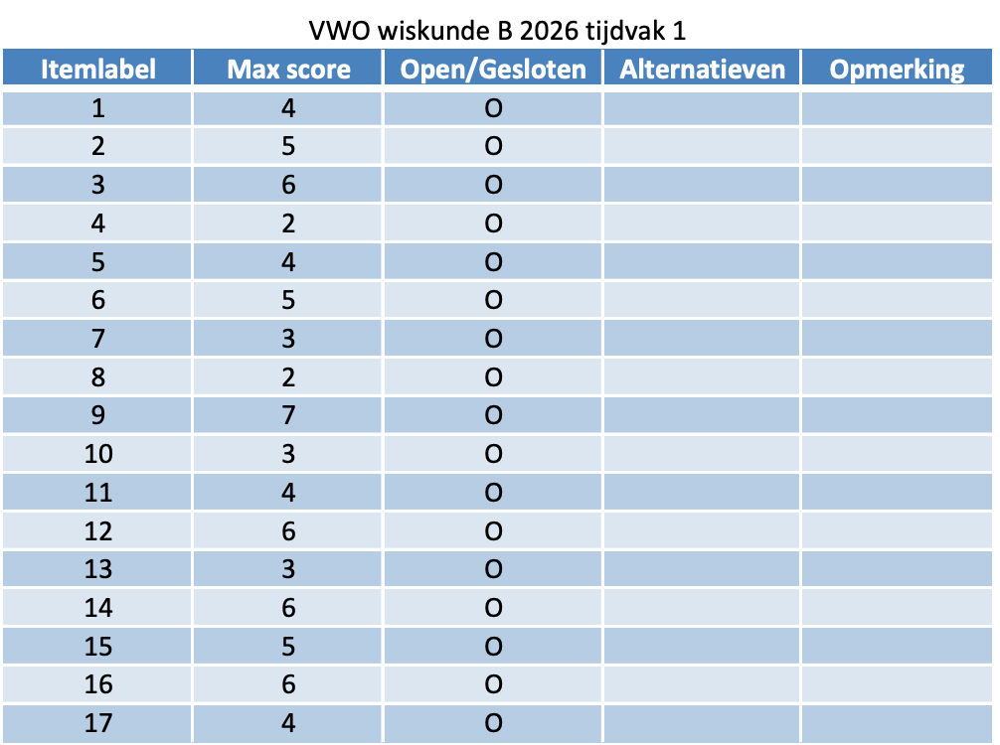 VWO wiskunde B 2026 tijdvak 1
Itemlabel Max score Open/Gesloten Alternatieven Opmerking
1 4 O
2 5 O
3 6 O
4 2 O
5 4 O
6 5 O
7 3 O
8 2 O
9 7 O
10 3 O
11 4 O
12 6 O
13 3 O
14 6 O
15 5 O
16 6 O
17 4 O